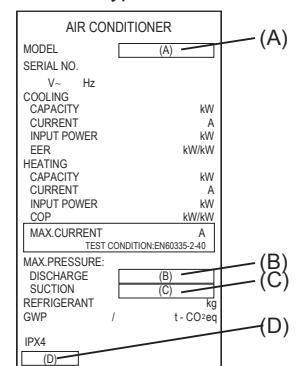 AIR CONDITIONER
MODEL (A) (A)
SERIAL NO.
V~ Hz
COOLING
CAPACITY kW
CURRENT A
INPUT POWER kW
EER kW/kW
HEATING
CAPACITY kW
CURRENT A
INPUT POWER kW
COP kW/kW
MAX.CURRENT A
TEST CONDITION:EN60335-2-40
MAX.PRESSURE:
DISCHARGE (B) (B)
SUCTION (C) (C)
REFRIGERANT kg
GWP / t - CO2eq
(D)
IPX4
(D)